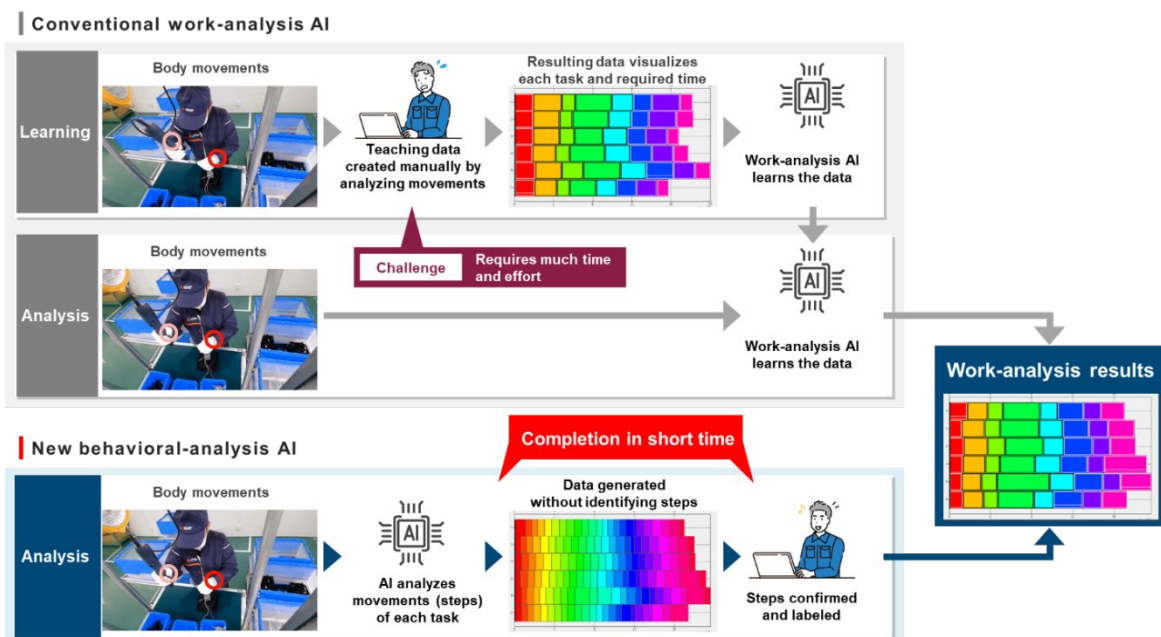 Conventional work-analysis AI
Learning
Body movements
Teaching data
created manually by
analyzing movements
Resulting data visualizes
each task and required time
AI
Work-analysis AI
learns the data
Challenge
Requires much time
and effort
Analysis
Body movements
AI
Work-analysis AI
learns the data
Work-analysis results
New behavioral-analysis AI
Completion in short time
Analysis
Body movements
AI
AI analyzes
movements (steps)
of each task
Data generated
without identifying steps
Steps confirmed
and labeled